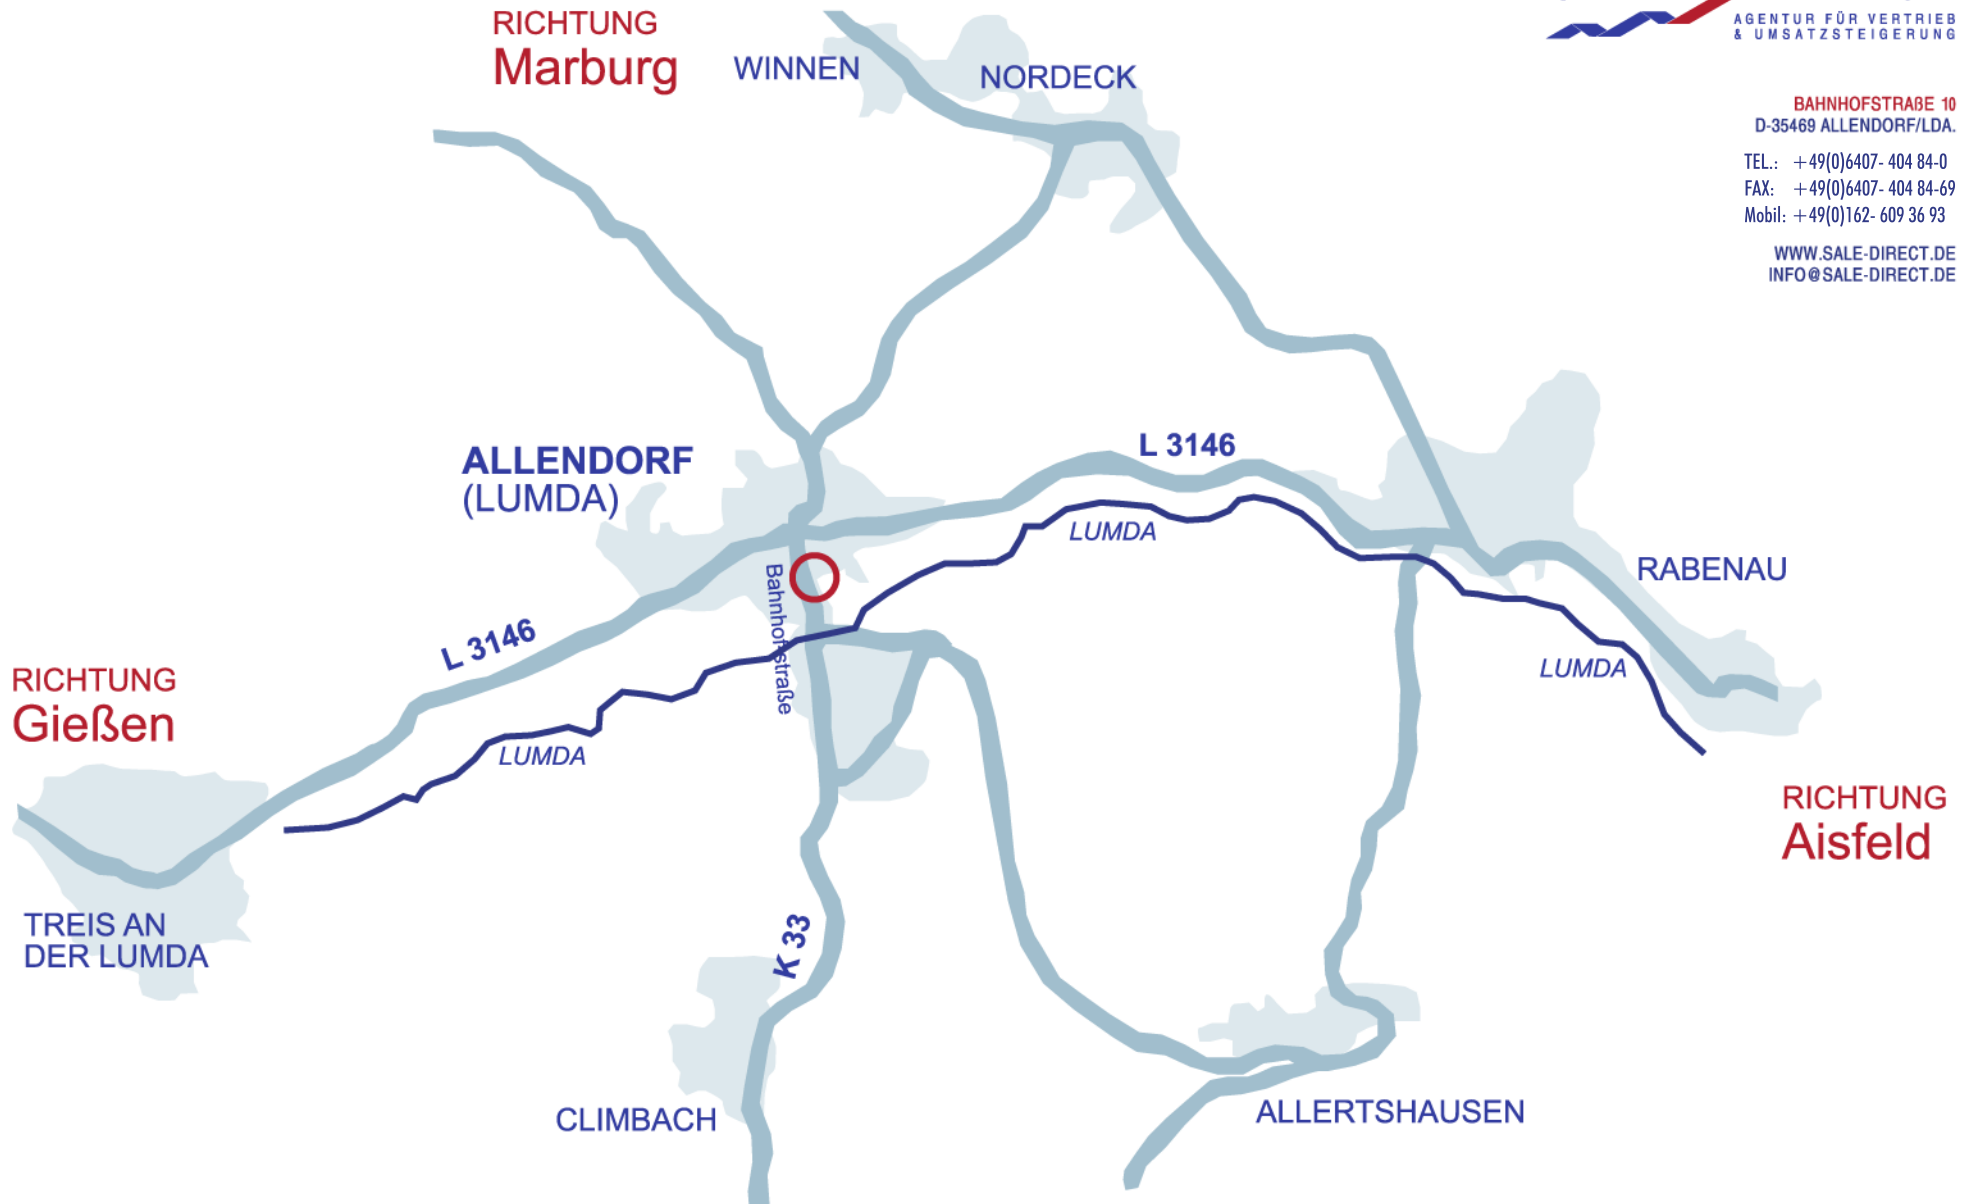 RICHTUNG
Marburg
WINNEN
NORDECK
AGENTUR FÜR VERTRIEB
& UMSATZSTEIGERUNG
BAHNHOFSTRAßE 10
D-35469 ALLENDORF/LDA.
TEL.: +49(0)6407- 404 84-0
FAX: +49(0)6407- 404 84-69
Mobil: +49(0)162- 609 36 93
WWW.SALE-DIRECT.DE
INFO@SALE-DIRECT.DE
ALLENDORF
(LUMDA)
L 3146
LUMDA
RABENAU
Bahnhofstraße
L 3146
LUMDA
RICHTUNG
Gießen
LUMDA
RICHTUNG
Aisfeld
TREIS AN
DER LUMDA
K 33
CLIMBACH
ALLERTSHAUSEN